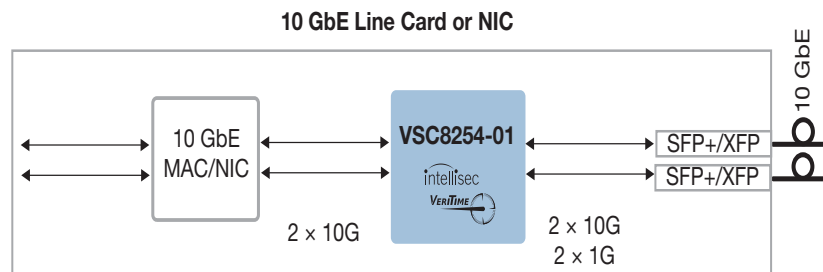 10 GbE Line Card or NIC
10 GbE
10 GbE
MAC/NIC
VSC8254-01
intellisec
VERITIME
SFP+/XFP
SFP+/XFP
2 × 10G
2 × 10G
2 × 1G